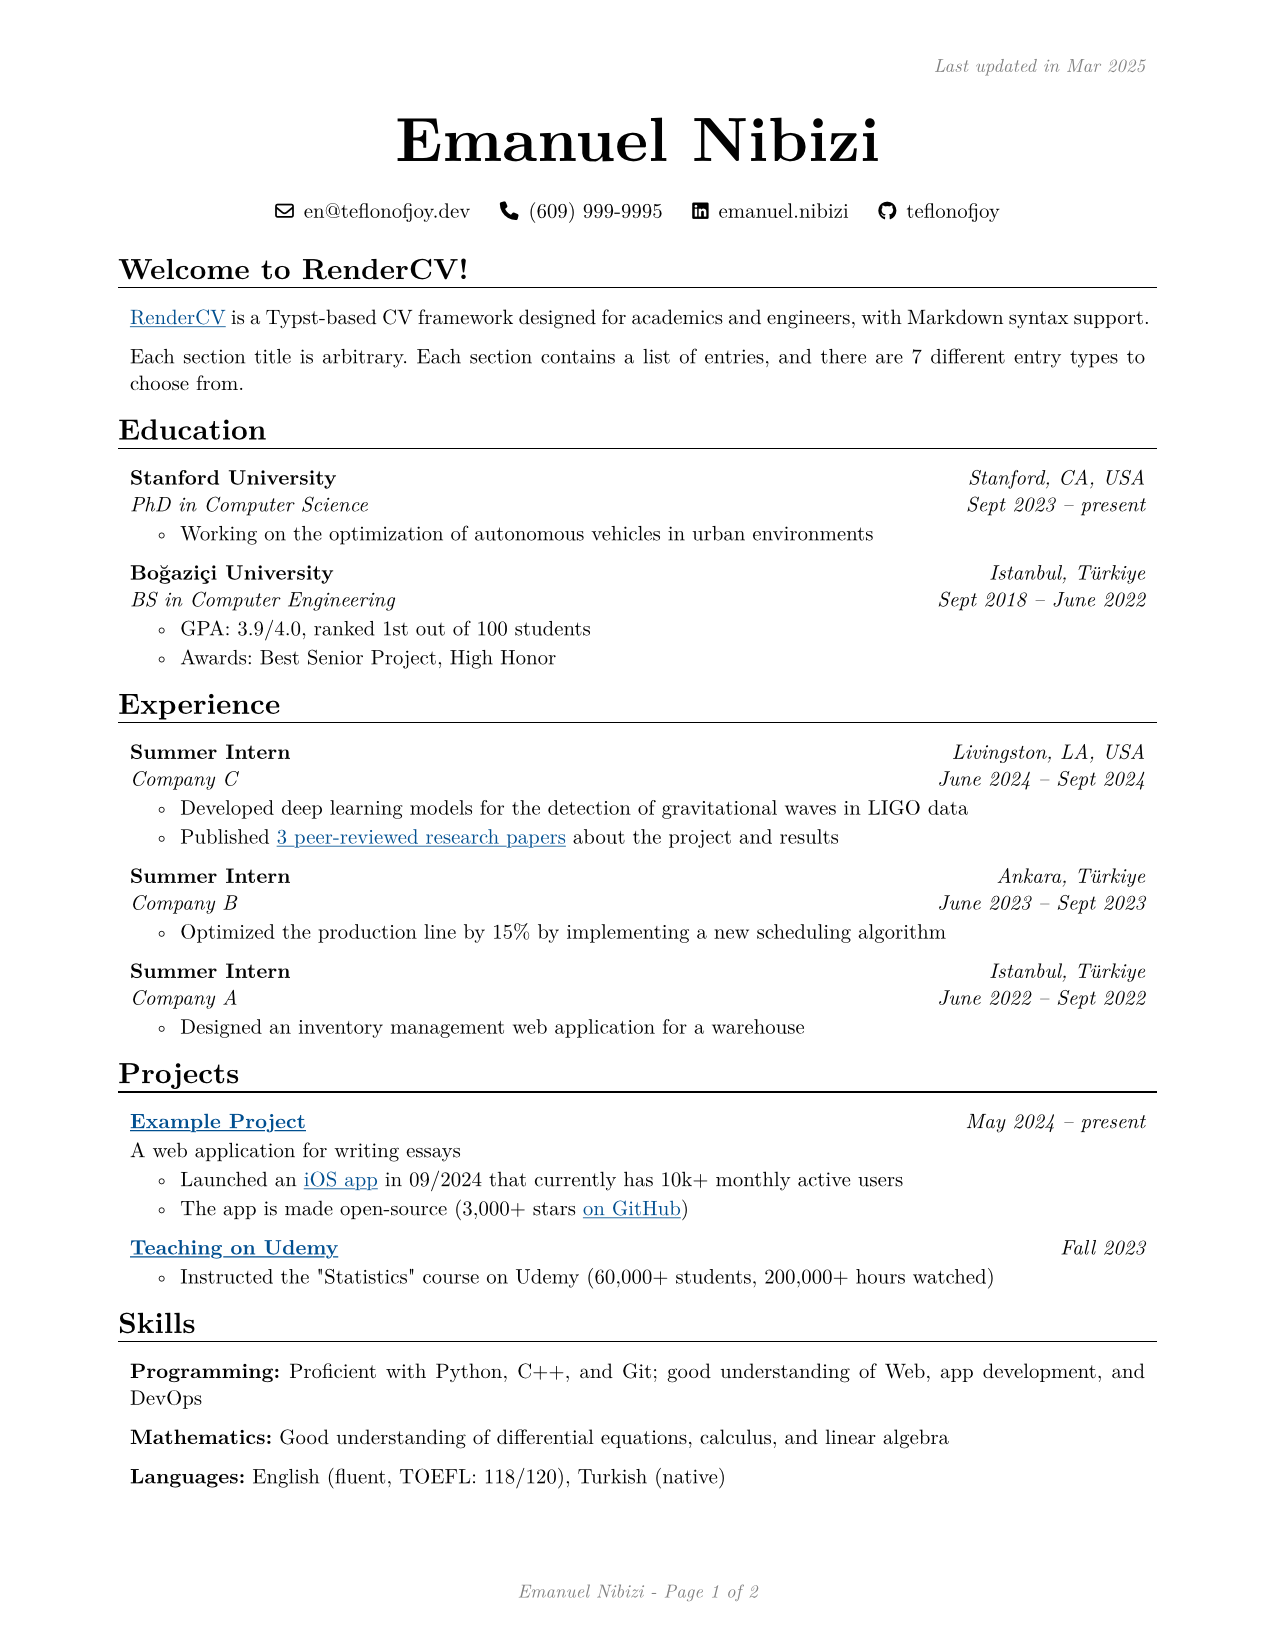 Last updated in Mar 2025
Emanuel Nibizi
en@teflonofjoy.dev (609) 999-9995 emanuel.nibizi teflonofjoy
Welcome to RenderCV!
RenderCV is a Typst-based CV framework designed for academics and engineers, with Markdown syntax support.
Each section title is arbitrary. Each section contains a list of entries, and there are 7 different entry types to
choose from.
Education
Stanford University Stanford, CA, USA
PhD in Computer Science Sept 2023 – present
◦ Working on the optimization of autonomous vehicles in urban environments
Boğaziçi University Istanbul, Türkiye
BS in Computer Engineering Sept 2018 – June 2022
◦ GPA: 3.9/4.0, ranked 1st out of 100 students
◦ Awards: Best Senior Project, High Honor
Experience
Summer Intern Livingston, LA, USA
Company C June 2024 – Sept 2024
◦ Developed deep learning models for the detection of gravitational waves in LIGO data
◦ Published 3 peer-reviewed research papers about the project and results
Summer Intern Ankara, Türkiye
Company B June 2023 – Sept 2023
◦ Optimized the production line by 15% by implementing a new scheduling algorithm
Summer Intern Istanbul, Türkiye
Company A June 2022 – Sept 2022
◦ Designed an inventory management web application for a warehouse
Projects
Example Project May 2024 – present
A web application for writing essays
◦ Launched an iOS app in 09/2024 that currently has 10k+ monthly active users
◦ The app is made open-source (3,000+ stars on GitHub)
Teaching on Udemy Fall 2023
◦ Instructed the "Statistics" course on Udemy (60,000+ students, 200,000+ hours watched)
Skills
Programming: Proficient with Python, C++, and Git; good understanding of Web, app development, and
DevOps
Mathematics: Good understanding of differential equations, calculus, and linear algebra
Languages: English (fluent, TOEFL: 118/120), Turkish (native)
Emanuel Nibizi - Page 1 of 2